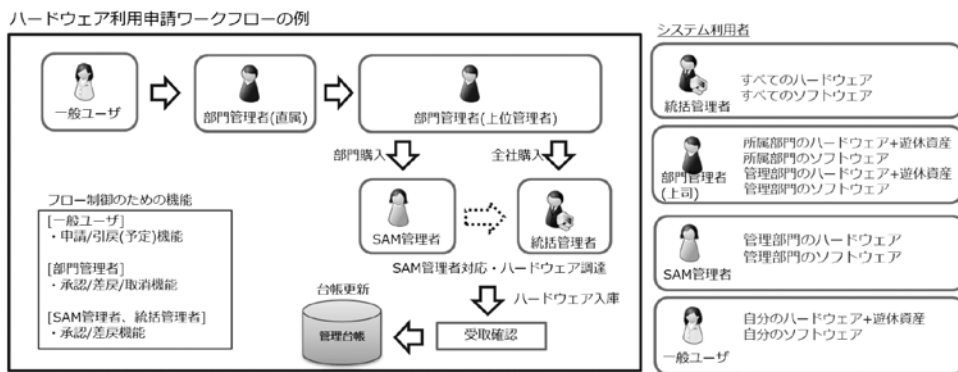 ハードウェア利用申請ワークフローの例
一般ユーザ
部門管理者(直属)
部門管理者(上位管理者)
部門購入
全社購入
SAM管理者
統括管理者
SAM管理者対応・ハードウェア調達
ハードウェア入庫
受取確認
台帳更新
管理台帳
フロー制御のための機能
[一般ユーザ]
・申請/引戻(予定)機能
[部門管理者]
・承認/差戻/取消機能
[SAM管理者、統括管理者]
・承認/差戻機能
システム利用者
統括管理者
すべてのハードウェア
すべてのソフトウェア
部門管理者
(上司)
所属部門のハードウェア+遊休資産
所属部門のソフトウェア
管理部門のハードウェア+遊休資産
管理部門のソフトウェア
SAM管理者
管理部門のハードウェア
管理部門のソフトウェア
一般ユーザ
自分のハードウェア+遊休資産
自分のソフトウェア